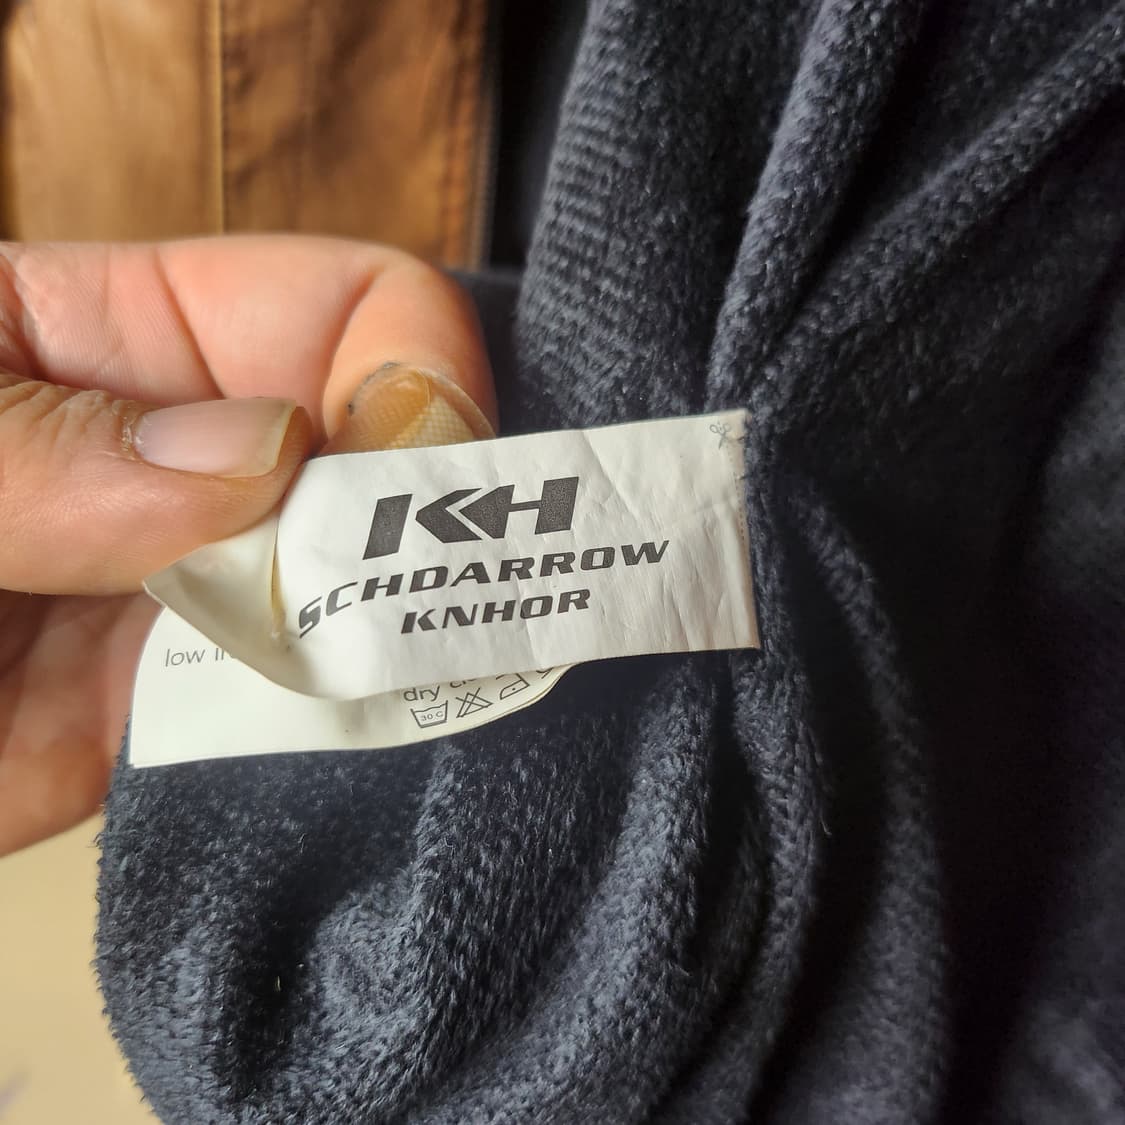 KH
SCHDARROW
KNHOR
low
dry
30 C